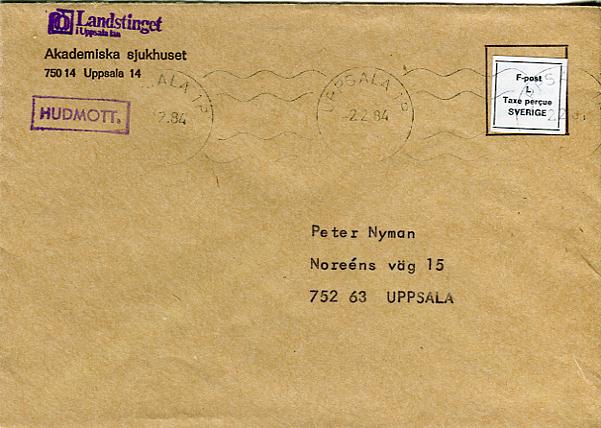 Landstinget
i Uppsala län
Akademiska sjukhuset
750 14 Uppsala 14
HUDMOTT.
UPPSALA
2.84
UPPSALA
-2.2.84
F-post
L
Taxe perçue
SVERIGE
Peter Nyman
Noreéns väg 15
752 63 UPPSALA